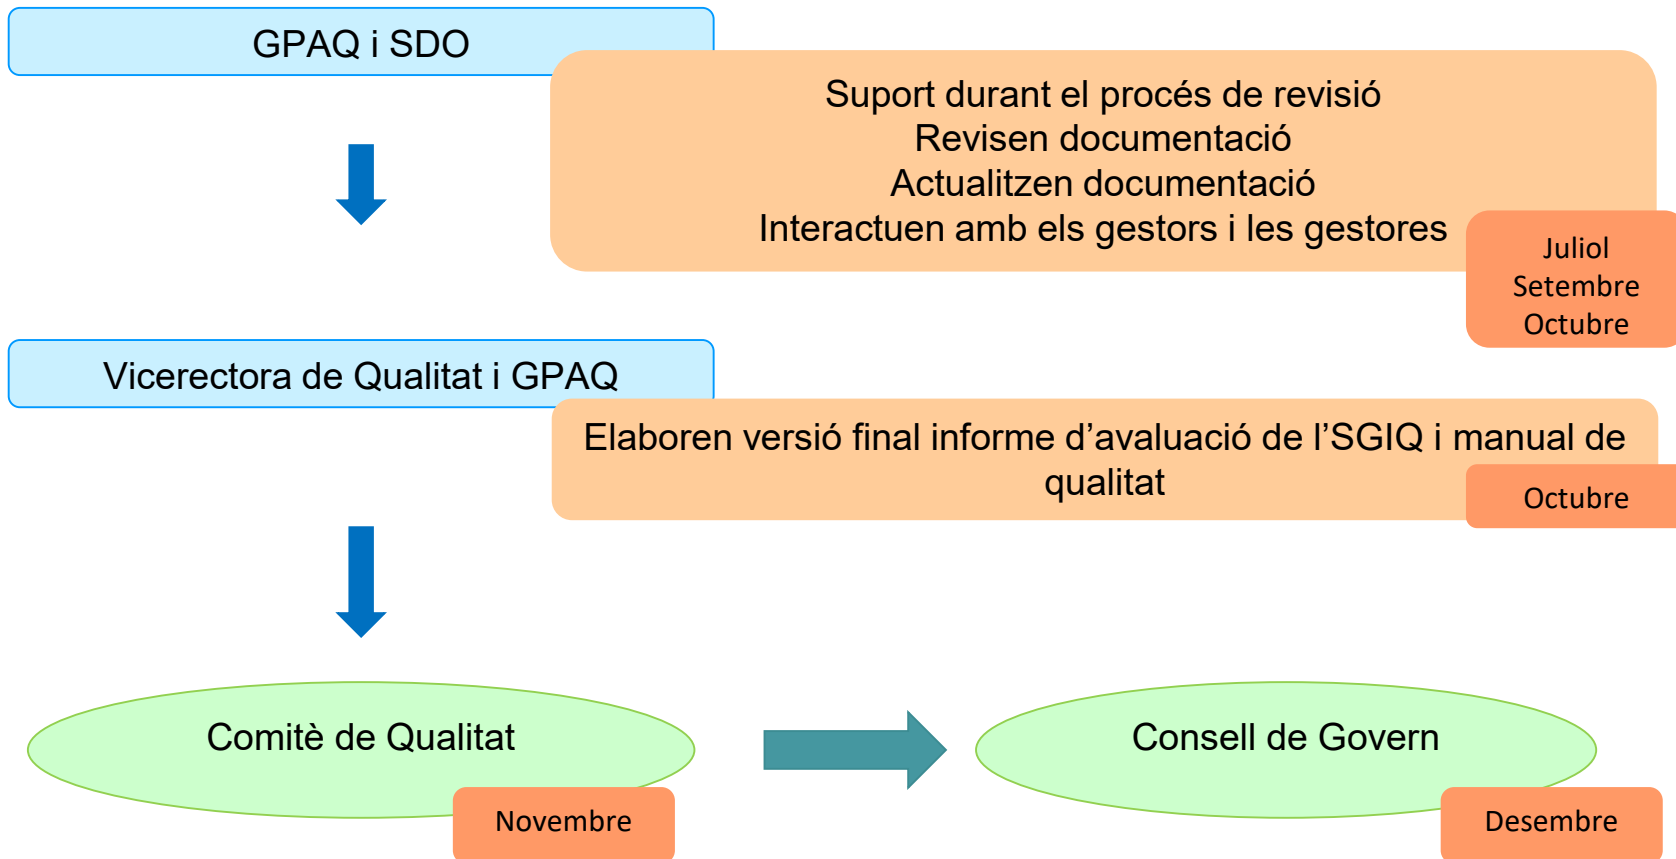 GPAQ i SDO
Suport durant el procés de revisió
Revisen documentació
Actualitzen documentació
Interactuen amb els gestors i les gestores
Juliol
Setembre
Octubre
Vicerectora de Qualitat i GPAQ
Elaboren versió final informe d’avaluació de l’SGIQ i manual de
qualitat
Octubre
Comitè de Qualitat
Novembre
Consell de Govern
Desembre